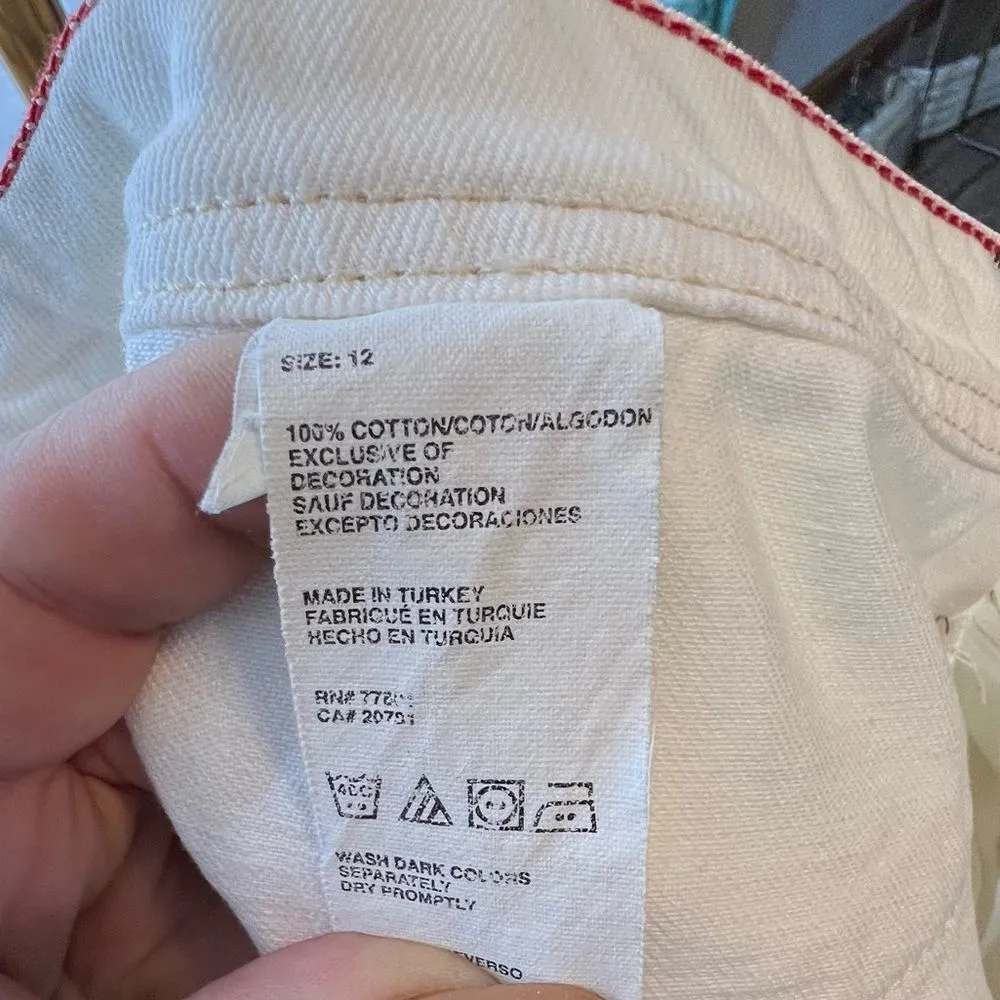 SIZE: 12
100% COTTON/COTON/ALGODON
EXCLUSIVE OF
DECORATION
SAUF DECORATION
EXCEPTO DECORACIONES
MADE IN TURKEY
FABRIQUÉ EN TURQUIE
HECHO EN TURQUIA
RN#
CA# 20791
40C
WASH DARK COLORS
SEPARATELY
DRY PROMPTLY